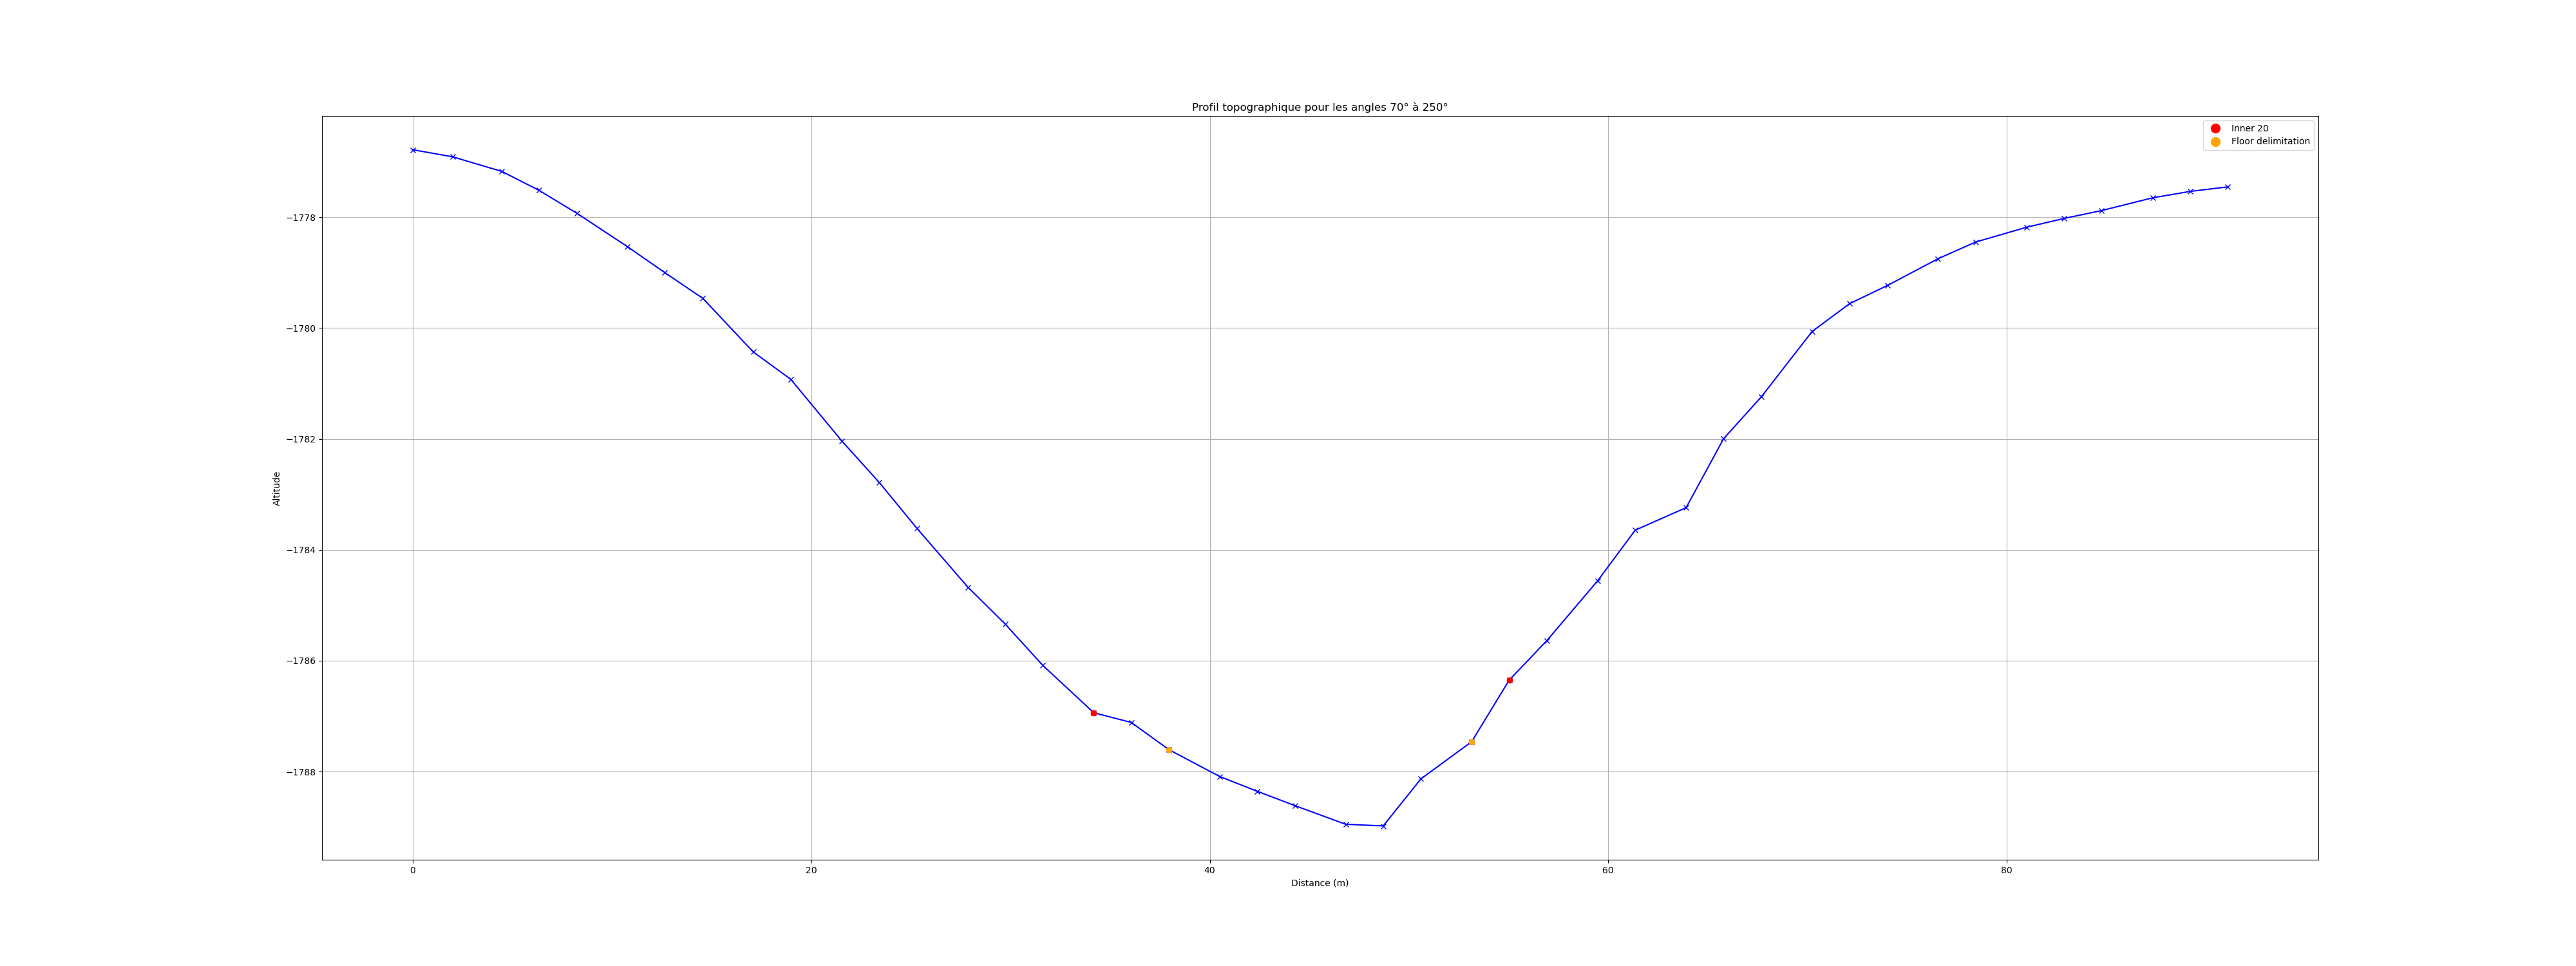 Profil topographique pour les angles 70° à 250°
Inner 20
Floor delimitation
−1778
−1780
−1782
−1784
−1786
−1788
Altitude
0 20 40 60 80
Distance (m)